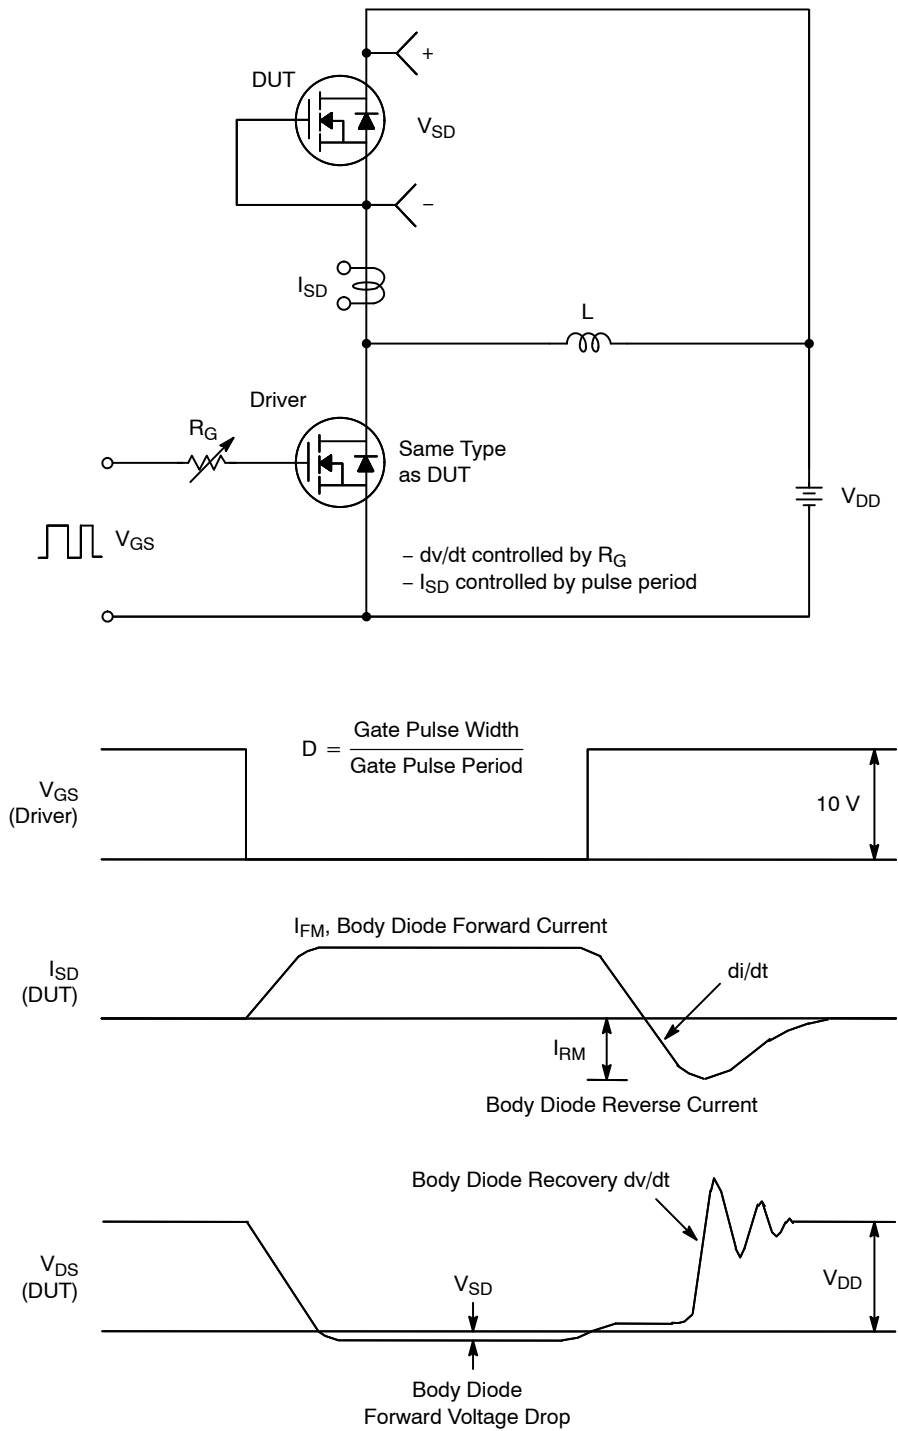 +
DUT
V_SD
−
I_SD
L
Driver
R_G
Same Type
as DUT
V_DD
V_GS
− dv/dt controlled by R_G
− I_SD controlled by pulse period
D = Gate Pulse Width / Gate Pulse Period
V_GS
(Driver)
10 V
I_FM, Body Diode Forward Current
I_SD
(DUT)
di/dt
I_RM
Body Diode Reverse Current
Body Diode Recovery dv/dt
V_DS
(DUT)
V_SD
V_DD
Body Diode
Forward Voltage Drop